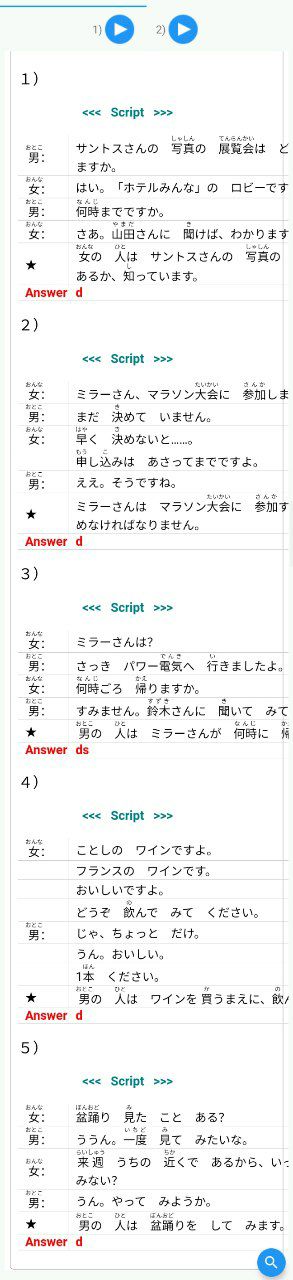 1)
2)
1)
<<< Script >>>
男: サントスさんの 写真の 展覧会は ど
ますか。
女: はい。「ホテルみんな」の ロビーです
男: 何時までですか。
女: さあ。山田さんに 聞けば、わかります
★ 女の 人は サントスさんの 写真の
あるか、知っています。
Answer d
2)
<<< Script >>>
女: ミラーさん、マラソン大会に 参加しま
男: まだ 決めて いません。
女: 早く 決めないと……。
申し込みは あさってまでですよ。
男: ええ。そうですね。
★ ミラーさんは マラソン大会に 参加す
めなければなりません。
Answer d
3)
<<< Script >>>
女: ミラーさんは?
男: さっき パワー電気へ 行きましたよ。
女: 何時ごろ 帰りますか。
男: すみません。鈴木さんに 聞いて みて
★ 男の 人は ミラーさんが 何時に 帰
Answer ds
4)
<<< Script >>>
女: ことしの ワインですよ。
フランスの ワインです。
おいしいですよ。
どうぞ 飲んで みて ください。
男: じゃ、ちょっと だけ。
うん。おいしい。
1本 ください。
★ 男の 人は ワインを 買うまえに、飲ん
Answer d
5)
<<< Script >>>
女: 盆踊り 見た こと ある?
男: ううん。一度 見て みたいな。
女: 来週 うちの 近くで あるから、いっ
みない?
男: うん。やって みようか。
★ 男の 人は 盆踊りを して みます。
Answer d